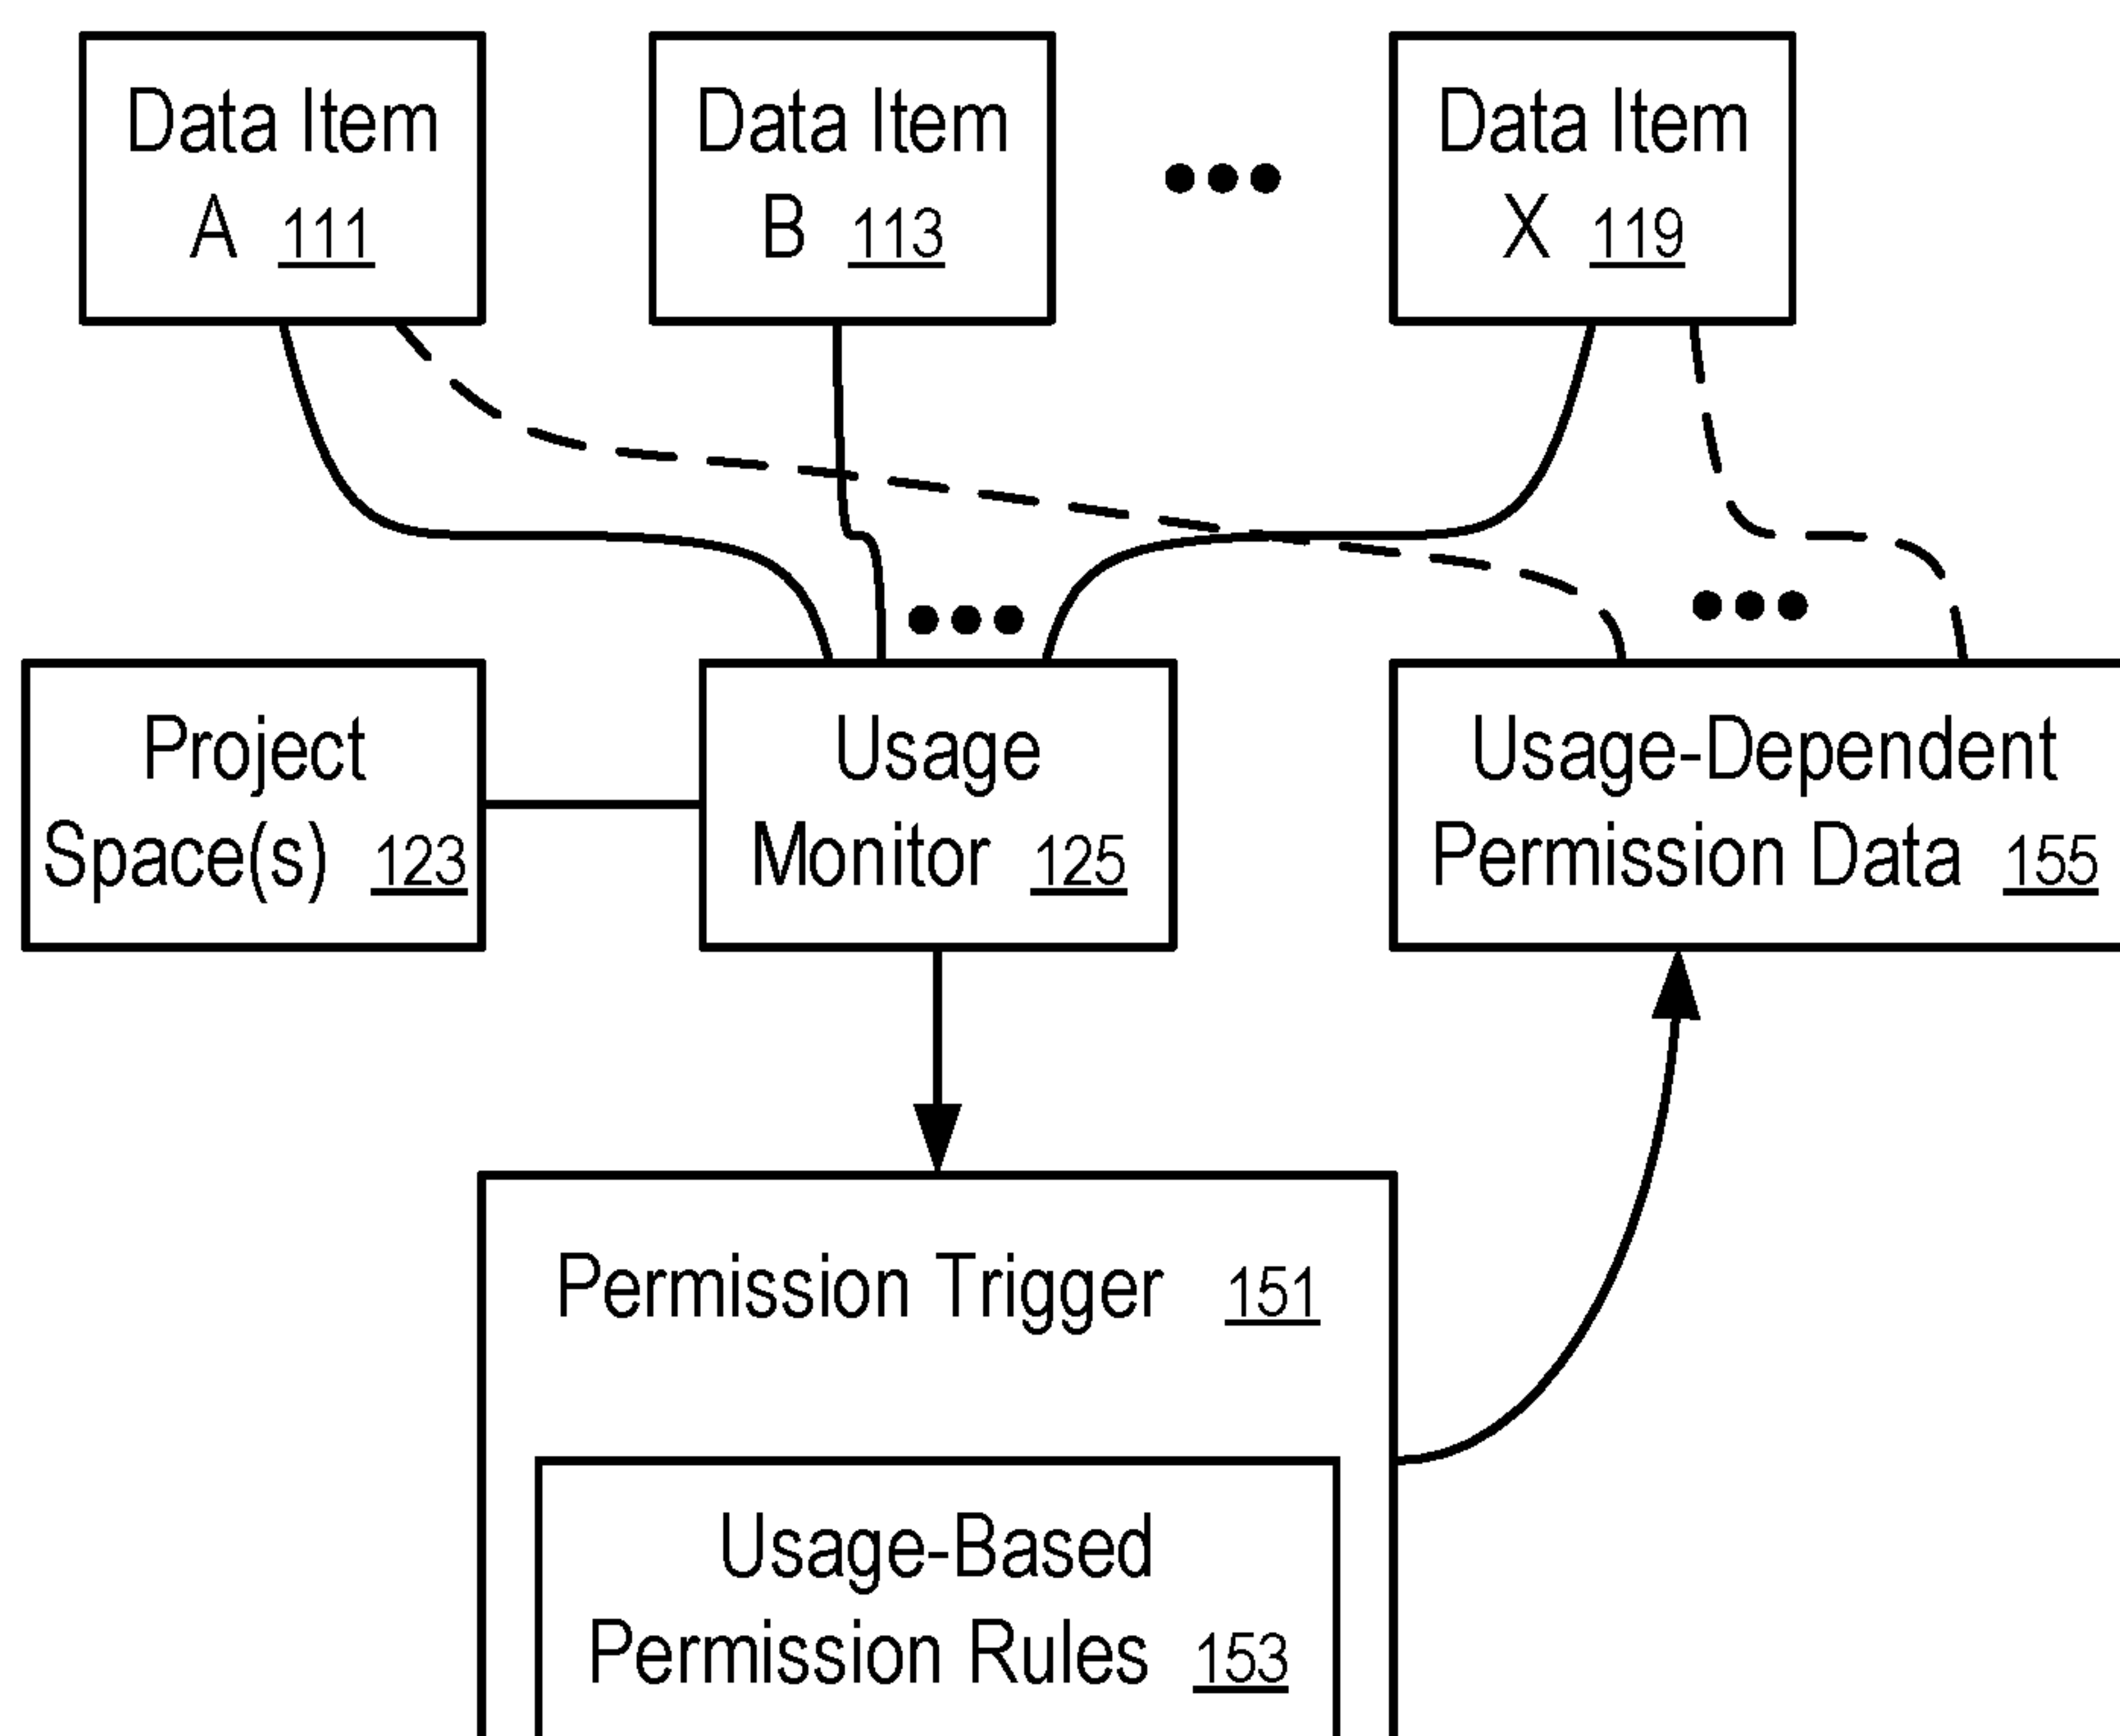 Data Item
A 111
Data Item
B 113
Data Item
X 119
Project
Space(s) 123
Usage
Monitor 125
Usage-Dependent
Permission Data 155
Permission Trigger 151
Usage-Based
Permission Rules 153